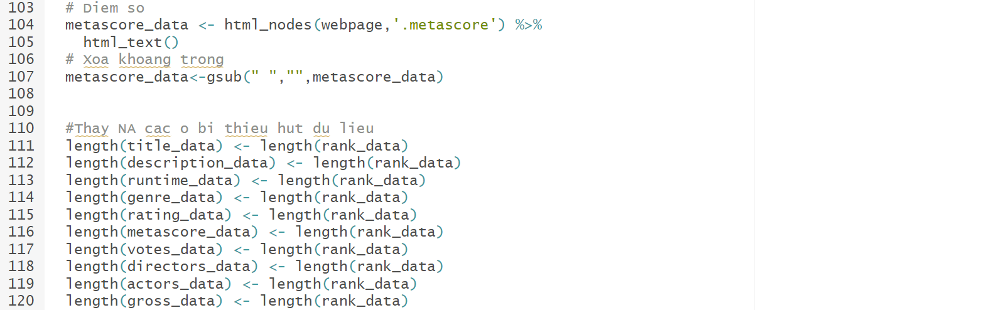 103 # Diem so
104 metascore_data <- html_nodes(webpage,'.metascore') %>%
105 html_text()
106 # Xoa khoang trong
107 metascore_data<-gsub(" ","",metascore_data)
108
109
110 #Thay NA cac o bi thieu hut du lieu
111 length(title_data) <- length(rank_data)
112 length(description_data) <- length(rank_data)
113 length(runtime_data) <- length(rank_data)
114 length(genre_data) <- length(rank_data)
115 length(rating_data) <- length(rank_data)
116 length(metascore_data) <- length(rank_data)
117 length(votes_data) <- length(rank_data)
118 length(directors_data) <- length(rank_data)
119 length(actors_data) <- length(rank_data)
120 length(gross_data) <- length(rank_data)